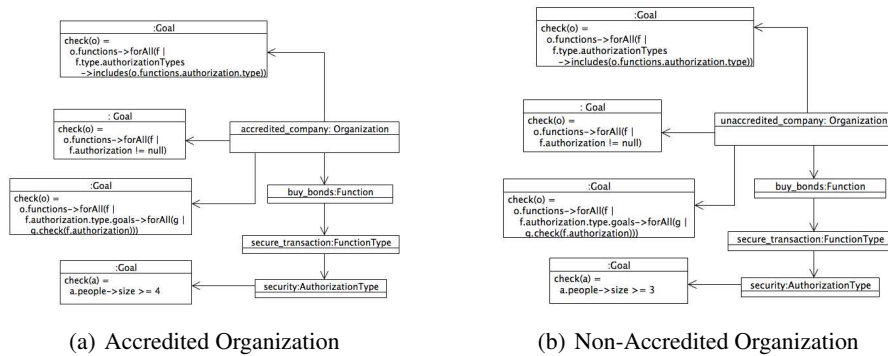 :Goal
check(o) =
o.functions->forAll(f |
f.type.authorizationTypes
->includes(o.functions.authorization.type))
: Goal
check(o) =
o.functions->forAll(f |
f.authorization != null)
accredited_company: Organization
:Goal
check(o) =
o.functions->forAll(f |
f.authorization.type.goals->forAll(g |
g.check(f.authorization)))
buy_bonds:Function
secure_transaction:FunctionType
:Goal
check(a) =
a.people->size >= 4
security:AuthorizationType
(a) Accredited Organization
:Goal
check(o) =
o.functions->forAll(f |
f.type.authorizationTypes
->includes(o.functions.authorization.type))
: Goal
check(o) =
o.functions->forAll(f |
f.authorization != null)
unaccredited_company: Organization
:Goal
check(o) =
o.functions->forAll(f |
f.authorization.type.goals->forAll(g |
g.check(f.authorization)))
buy_bonds:Function
secure_transaction:FunctionType
:Goal
check(a) =
a.people->size >= 3
security:AuthorizationType
(b) Non-Accredited Organization